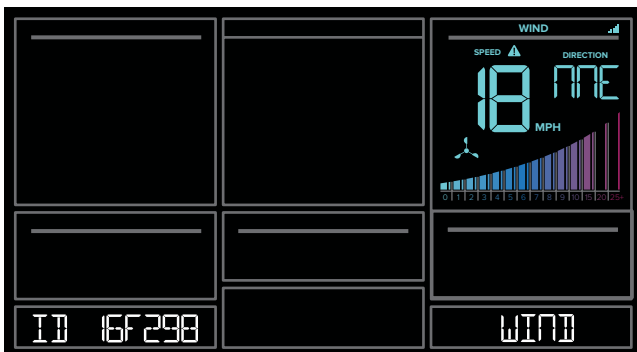 WIND
SPEED DIRECTION
18 NNE
MPH
0 1 2 3 4 5 6 7 8 9 10 15 20 25+
ID 16F298 WIND